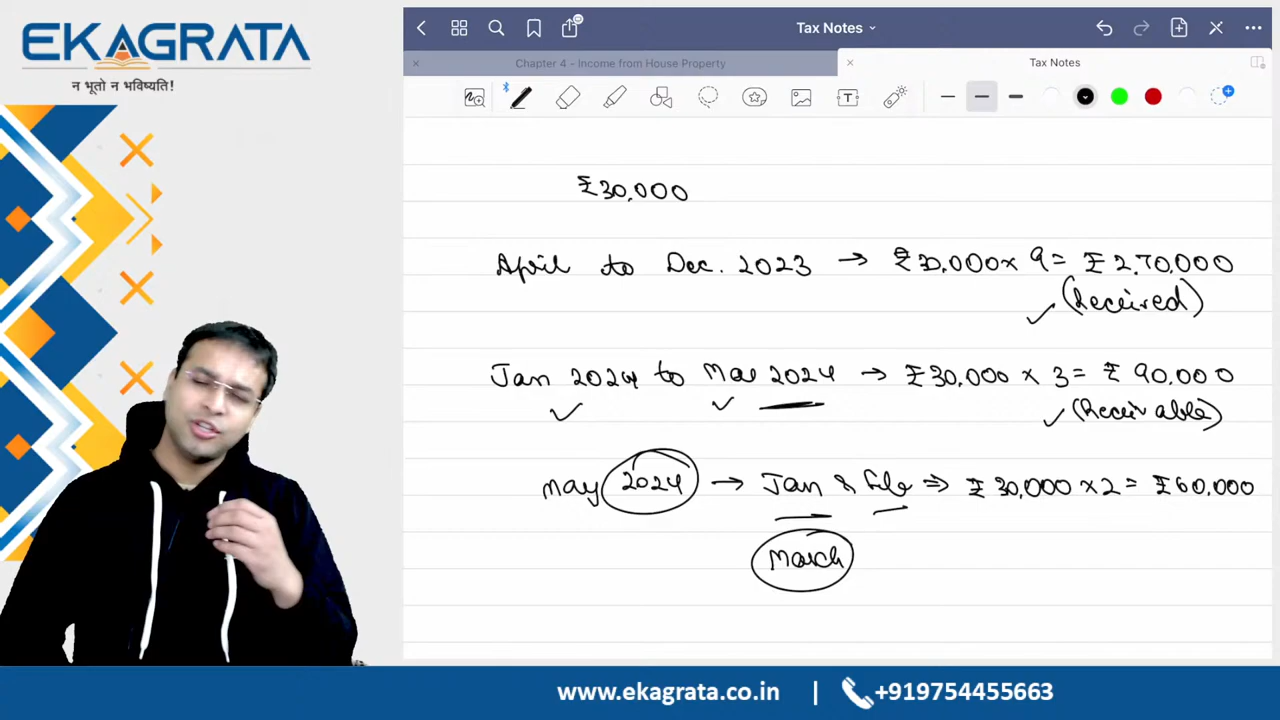 EKAGRATA
न भूतो न भविष्यति!
Tax Notes
Chapter 4 - Income from House Property
Tax Notes
T
₹30,000
April to Dec. 2023 → ₹30,000 x 9 = ₹2,70,000
(Received)
Jan 2024 to Mar 2024 → ₹30,000 x 3 = ₹90,000
(Receivable)
May 2024 → Jan & Feb ⇒ ₹30,000 x 2 = ₹60,000
March
www.ekagrata.co.in | +919754455663